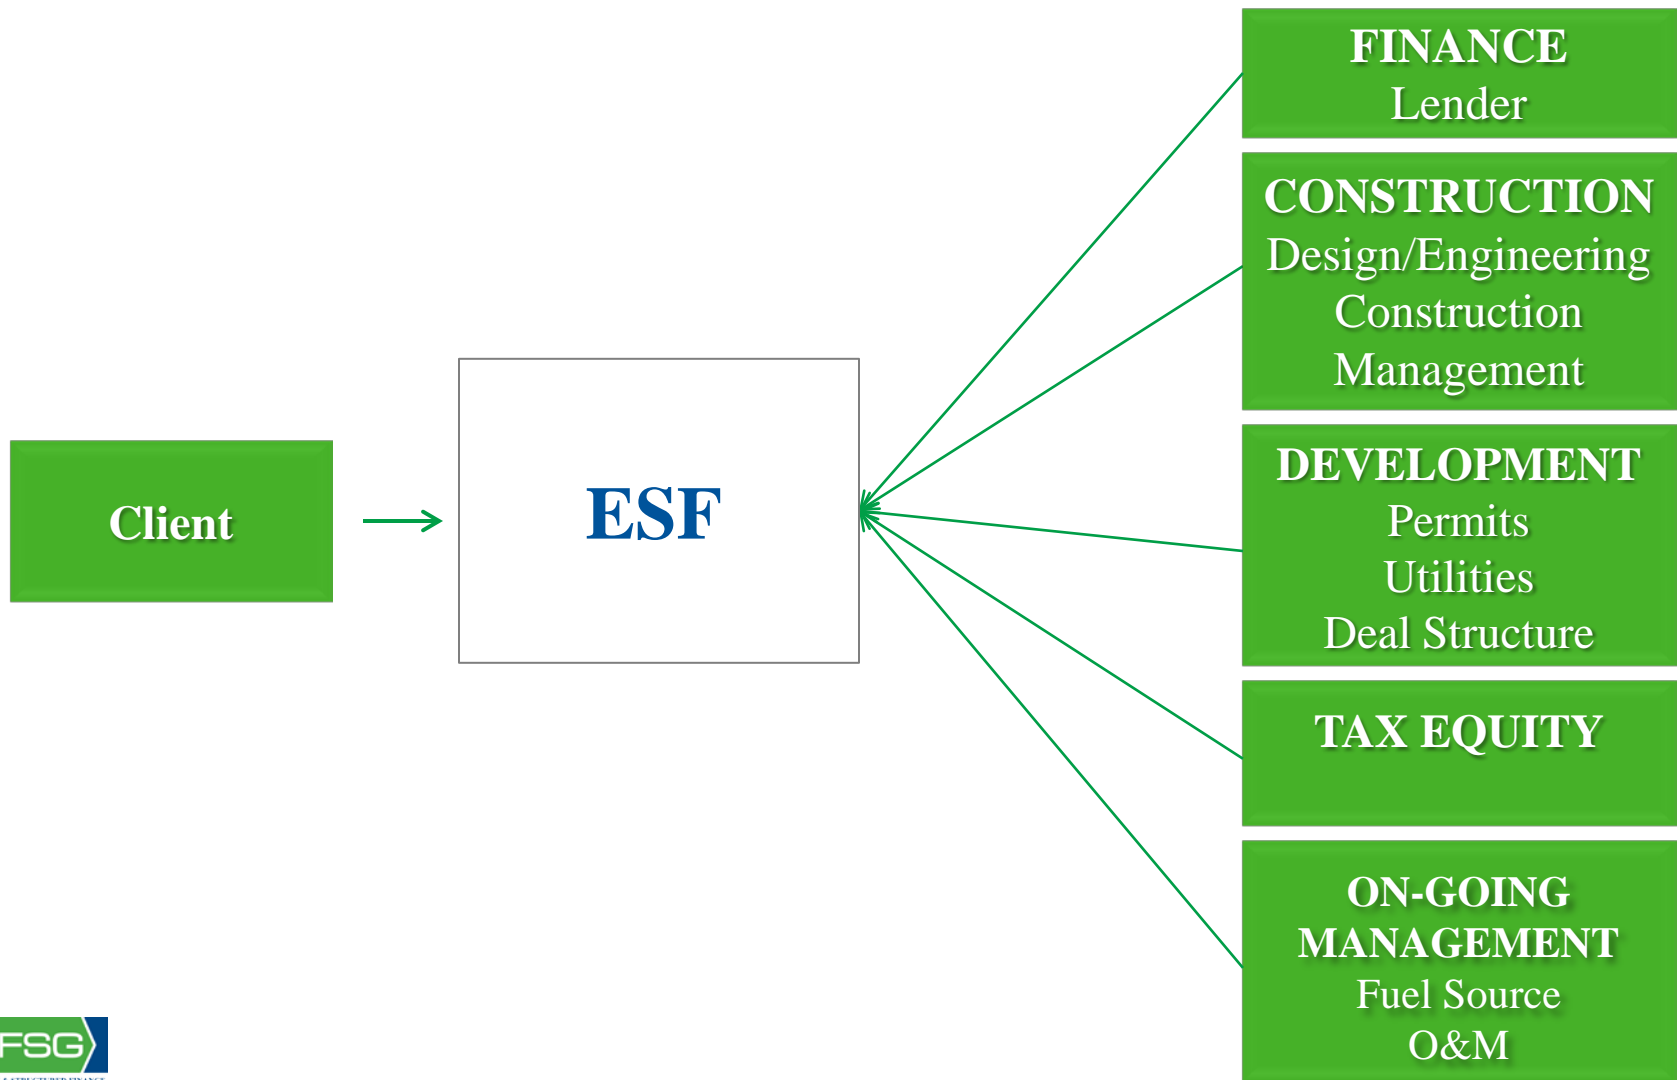 FINANCE
Lender
CONSTRUCTION
Design/Engineering
Construction
Management
Client
ESF
DEVELOPMENT
Permits
Utilities
Deal Structure
TAX EQUITY
ON-GOING
MANAGEMENT
Fuel Source
O&M
FSG